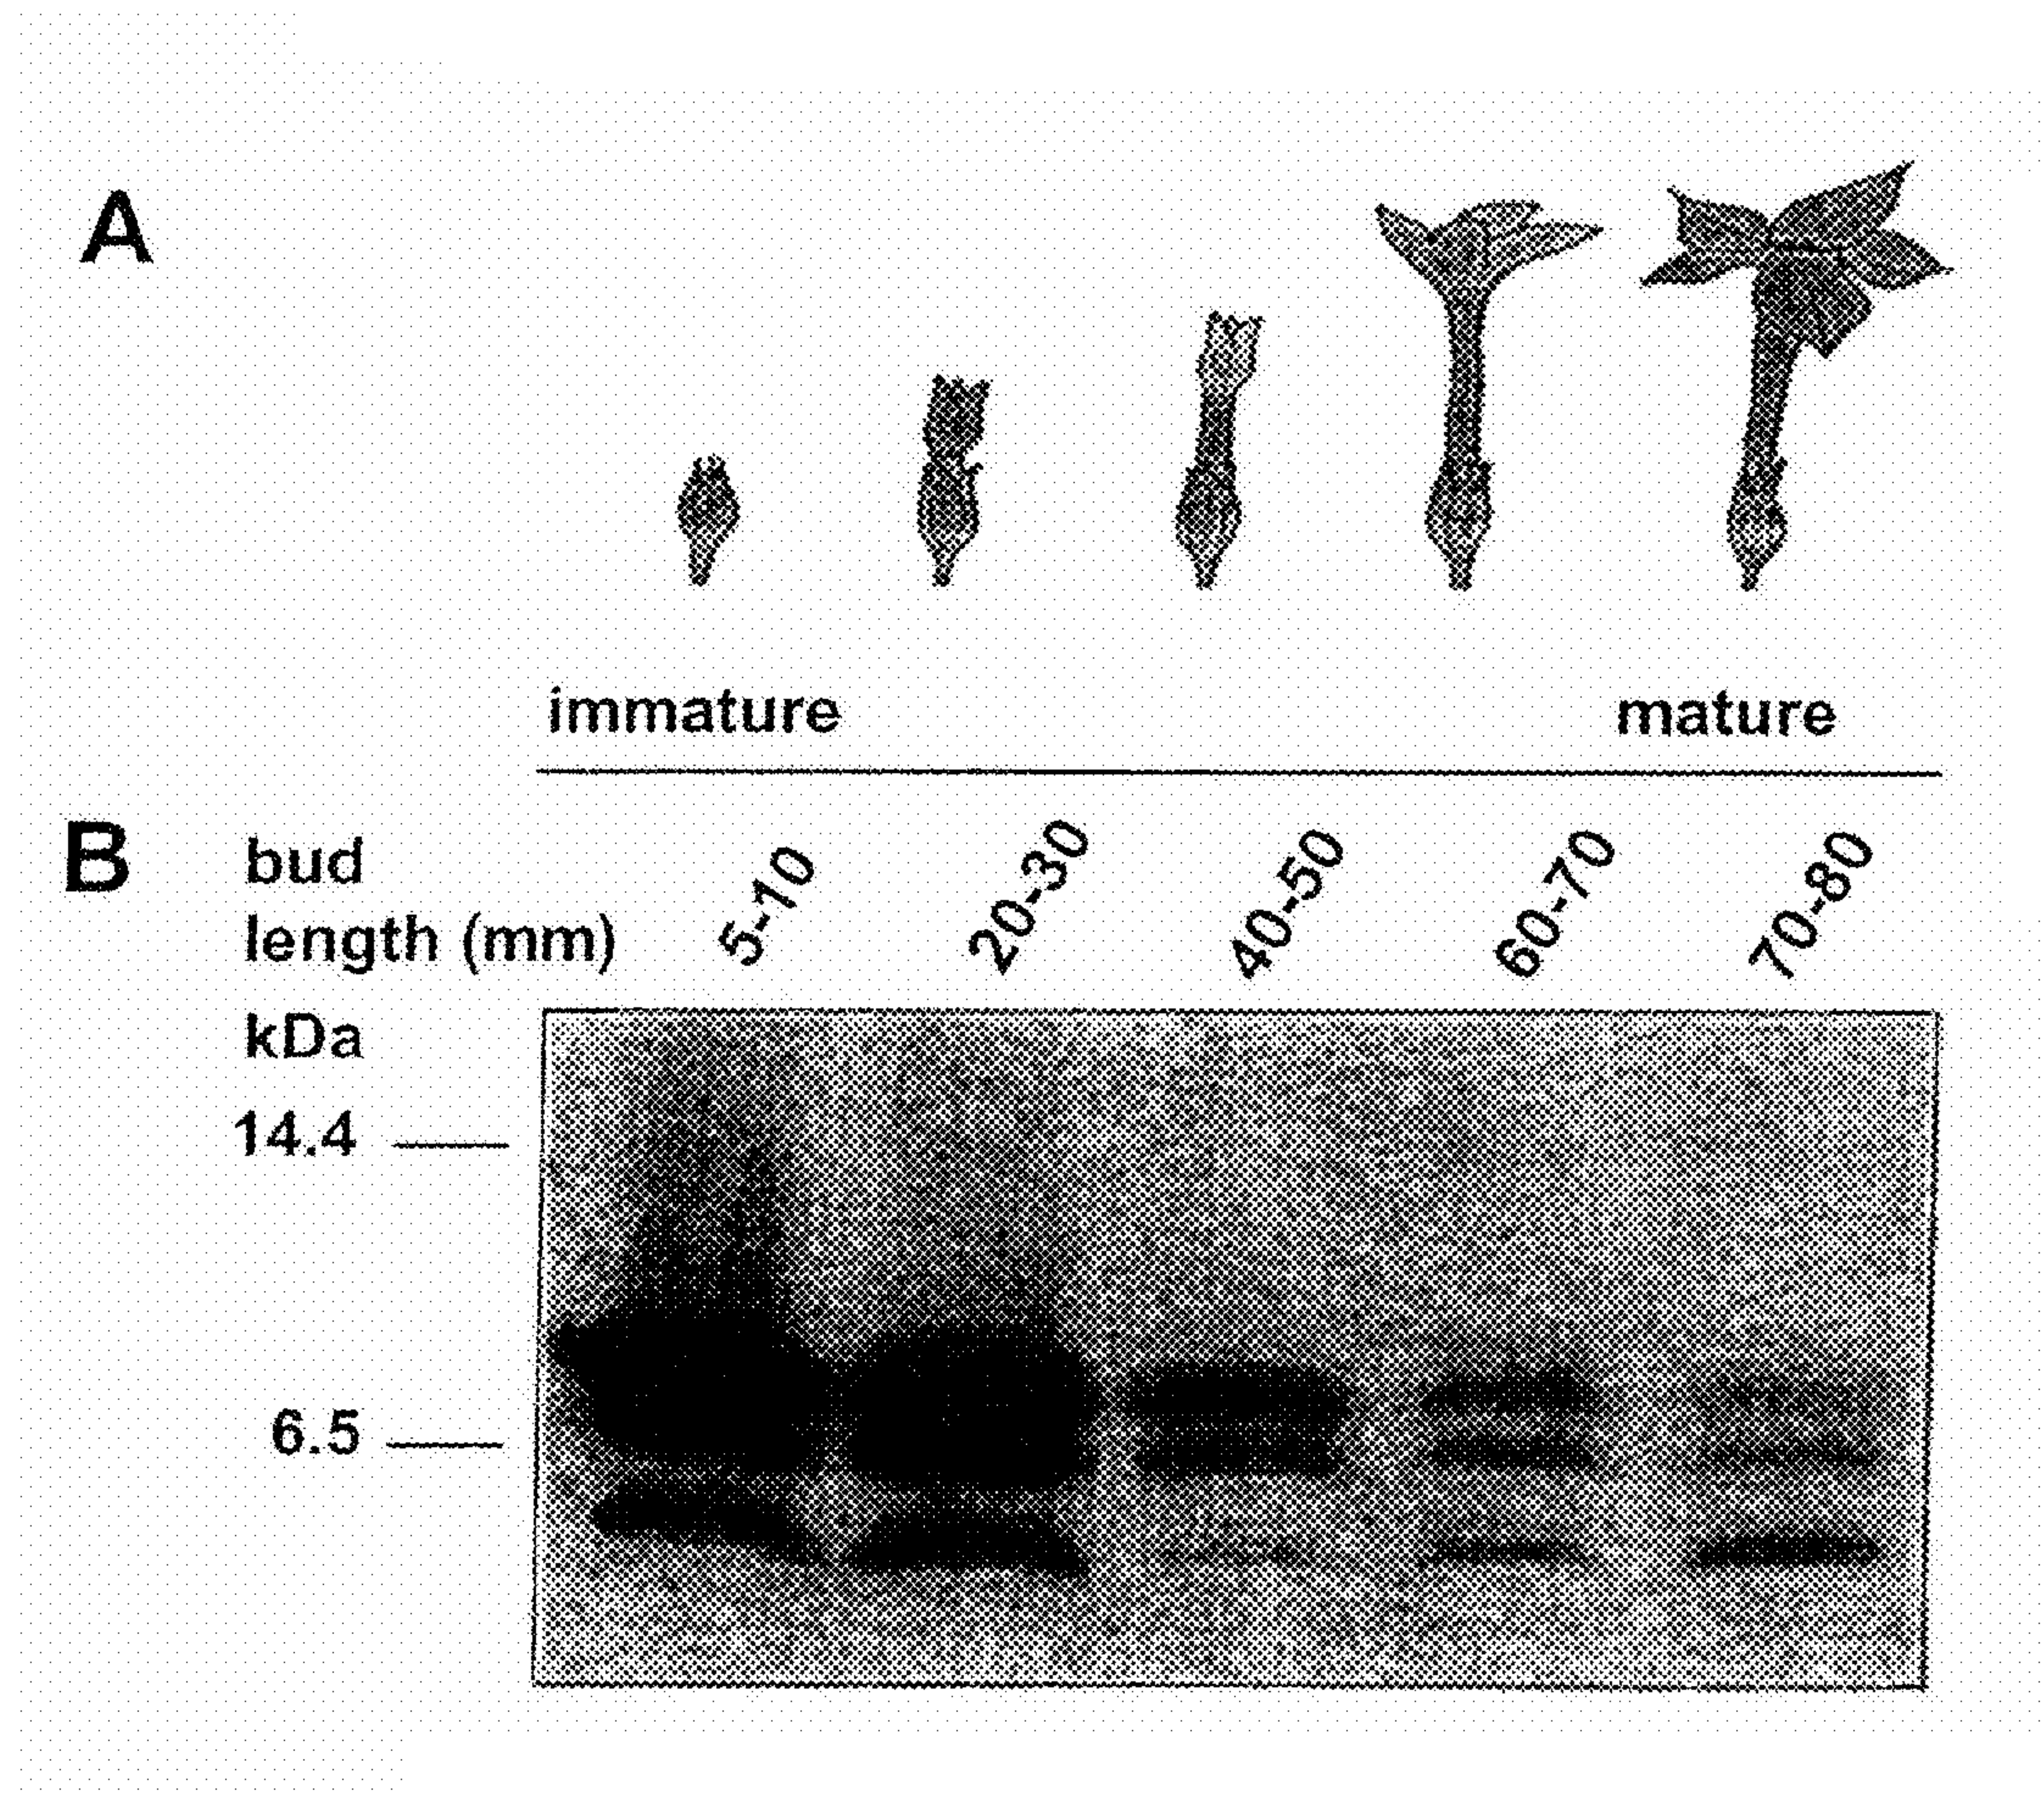 A
immature mature
B
bud
length (mm) 5-10 20-30 40-50 60-70 70-80
kDa
14.4
6.5